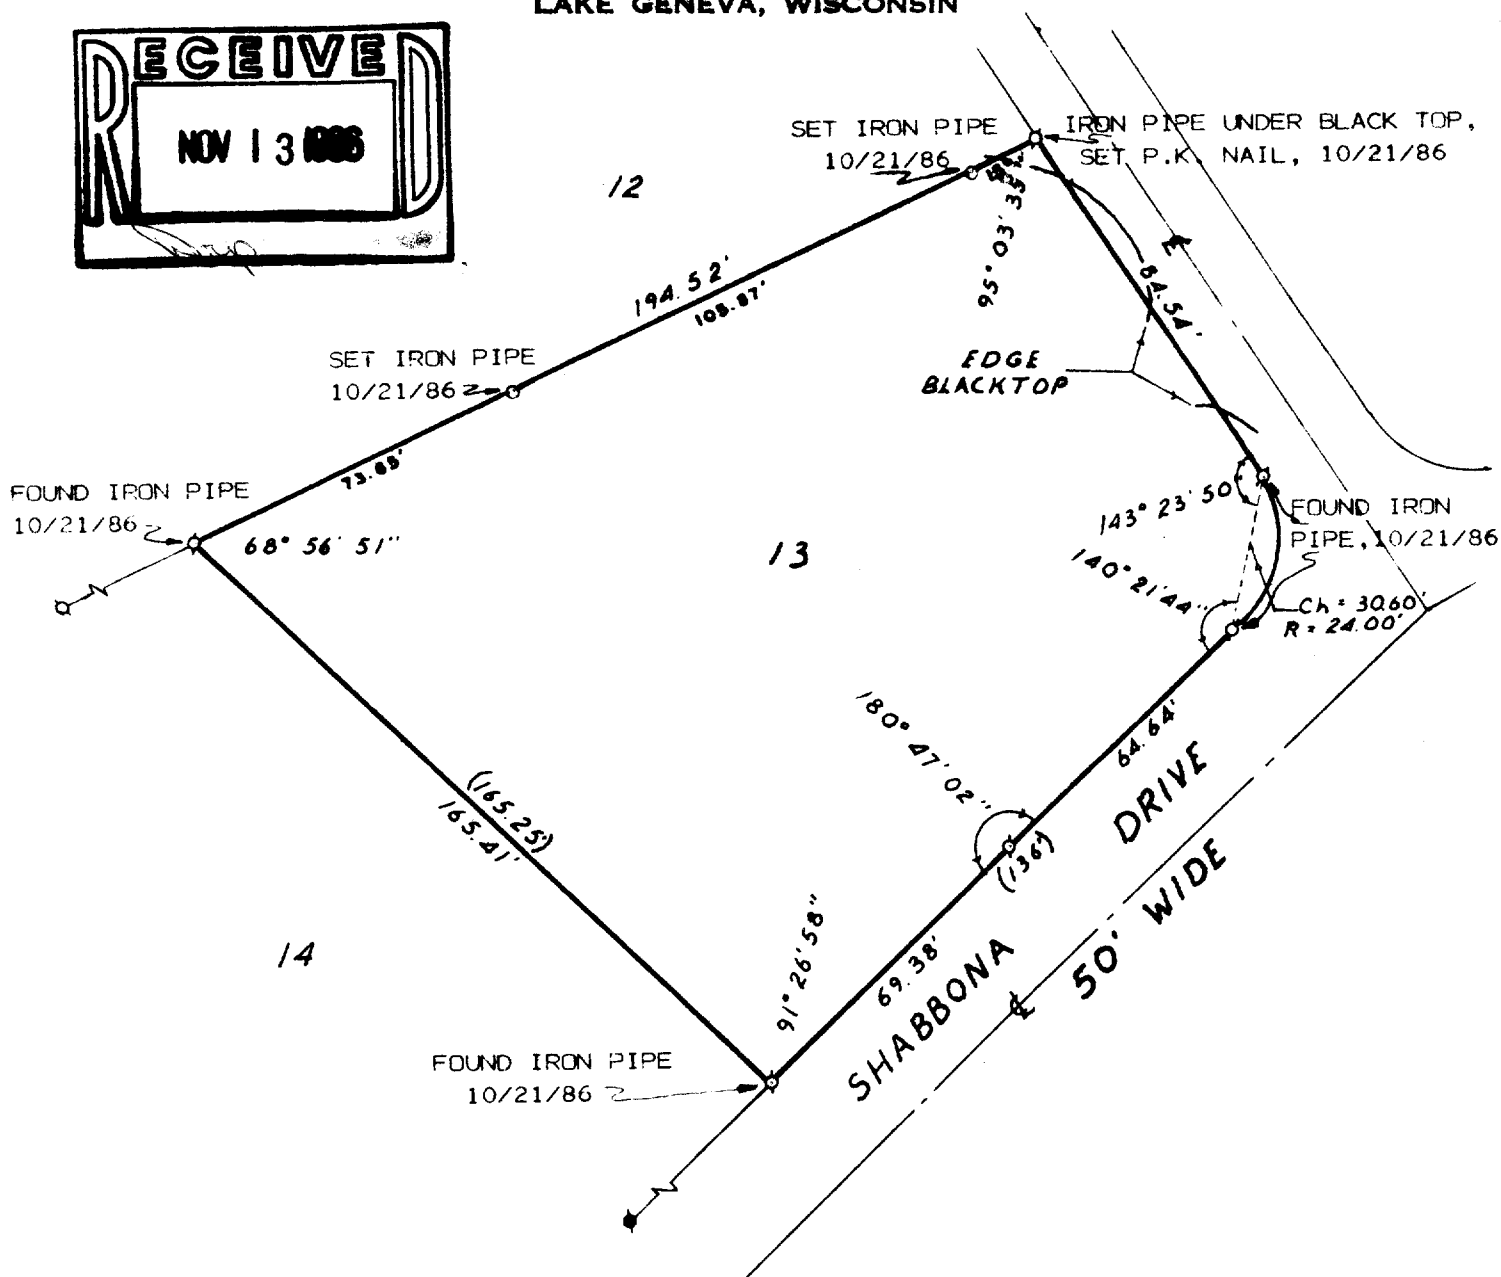 LAKE GENEVA, WISCONSIN
RECEIVED
NOV 13 1986
12
SET IRON PIPE
10/21/86
IRON PIPE UNDER BLACK TOP,
SET P.K. NAIL, 10/21/86
95° 03' 35"
194.52'
105.87'
84.54'
EDGE
BLACKTOP
SET IRON PIPE
10/21/86
73.65'
FOUND IRON PIPE
10/21/86
68° 56' 51"
13
143° 23' 50"
FOUND IRON
PIPE, 10/21/86
140° 21' 44"
Ch = 30.60'
R = 24.00'
180° 47' 02"
64.64'
(165.25')
165.41'
(136')
DRIVE
50' WIDE
14
91° 26' 58"
69.38'
SHABBONA
FOUND IRON PIPE
10/21/86